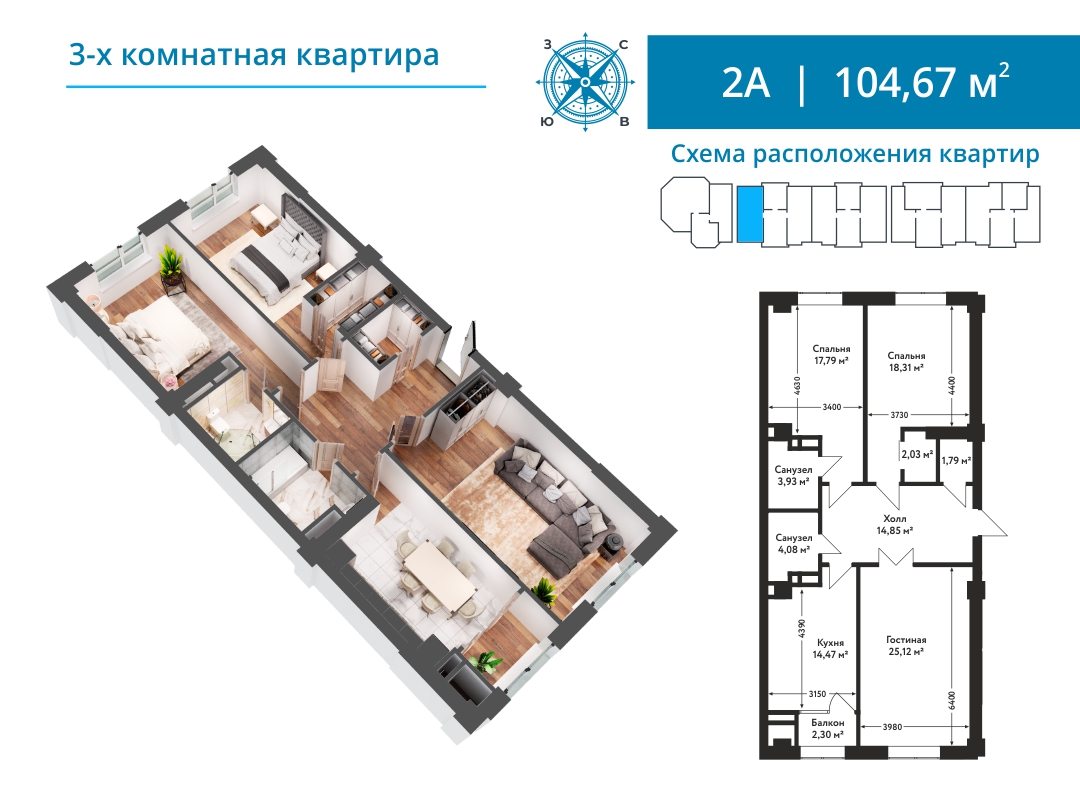 3-х комнатная квартира
З
С
Ю
В
2А | 104,67 м²
Схема расположения квартир
Спальня
17,79 м²
4630
3400
Спальня
18,31 м²
4400
3730
2,03 м²
1,79 м²
Санузел
3,93 м²
Холл
14,85 м²
Санузел
4,08 м²
4390
Кухня
14,47 м²
3150
Гостиная
25,12 м²
6400
3980
Балкон
2,30 м²